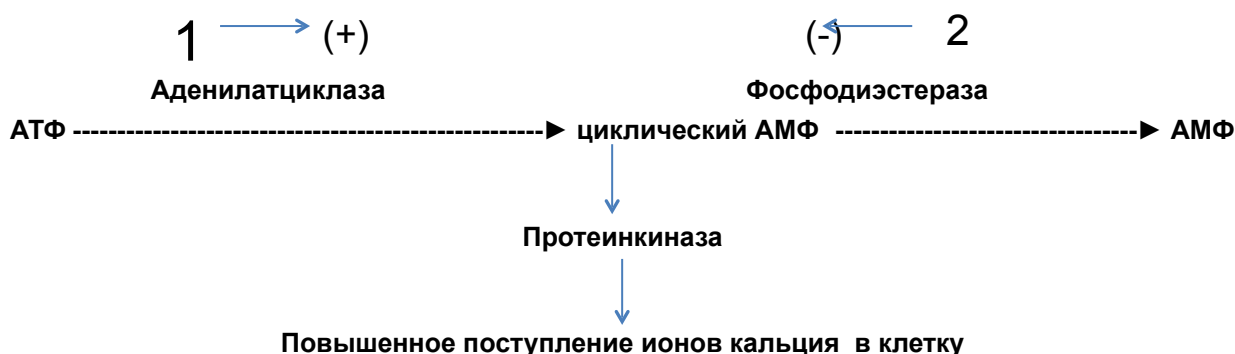 1 (+) (-) 2
Аденилатциклаза Фосфодиэстераза
АТФ ------------------------------------------------------► циклический АМФ ----------------------------------► АМФ
Протеинкиназа
Повышенное поступление ионов кальция в клетку